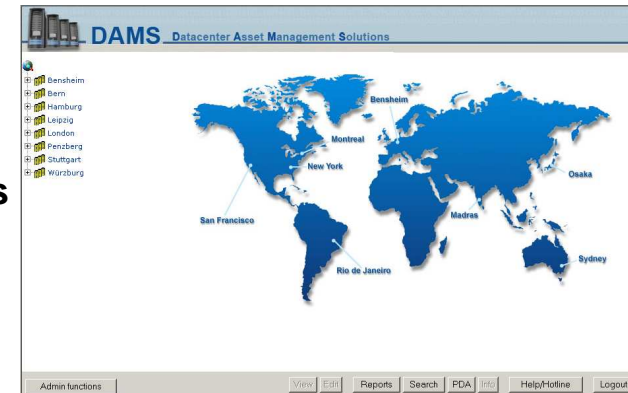 DAMS Datacenter Asset Management Solutions
Bensheim
Bern
Hamburg
Leipzig
London
Penzberg
Stuttgart
Würzburg
s
Bensheim
Montreal
New York
Osaka
San Francisco
Madras
Rio de Janeiro
Sydney
Admin functions View Edit Reports Search PDA Info Help/Hotline Logout